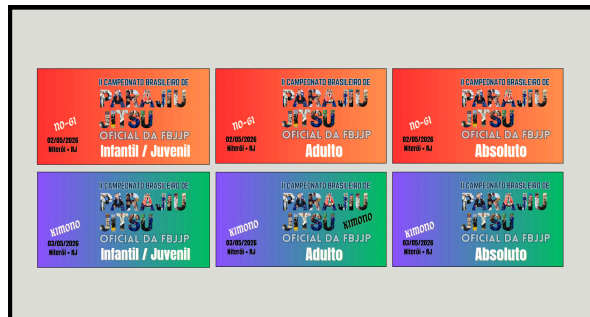 II CAMPEONATO BRASILEIRO DE
PARAJIU
JITSU
OFICIAL DA FBJJP
NO-GI
02/05/2026
Niterói • RJ
Infantil / Juvenil
II CAMPEONATO BRASILEIRO DE
PARAJIU
JITSU
OFICIAL DA FBJJP
NO-GI
02/05/2026
Niterói • RJ
Adulto
II CAMPEONATO BRASILEIRO DE
PARAJIU
JITSU
OFICIAL DA FBJJP
NO-GI
02/05/2026
Niterói • RJ
Absoluto
II CAMPEONATO BRASILEIRO DE
PARAJIU
JITSU
OFICIAL DA FBJJP
KIMONO
03/05/2026
Niterói • RJ
Infantil / Juvenil
II CAMPEONATO BRASILEIRO DE
PARAJIU
JITSU
KIMONO
OFICIAL DA FBJJP
KIMONO
03/05/2026
Niterói • RJ
Adulto
II CAMPEONATO BRASILEIRO DE
PARAJIU
JITSU
OFICIAL DA FBJJP
KIMONO
03/05/2026
Niterói • RJ
Absoluto